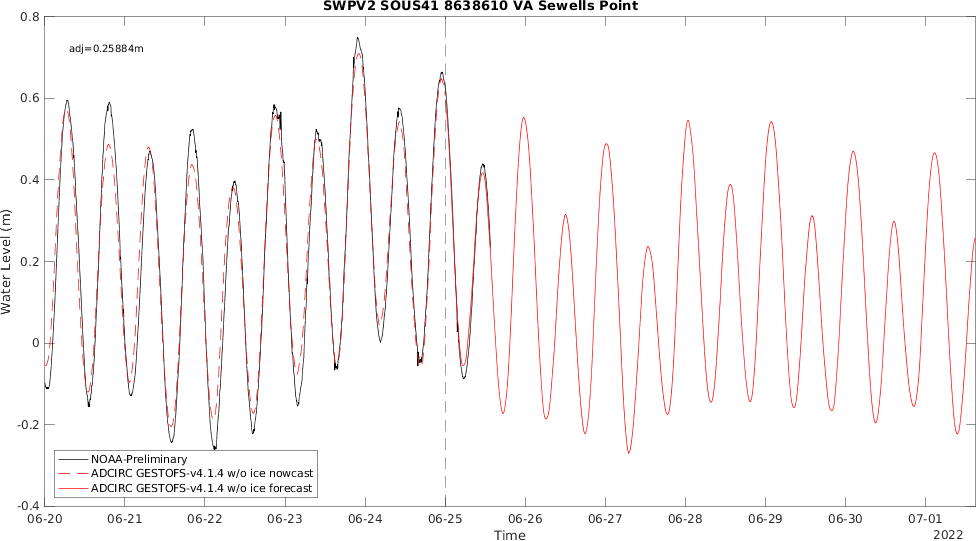 SWPV2 SOUS41 8638610 VA Sewells Point
adj=0.25884m
0.8
0.6
0.4
0.2
0
-0.2
-0.4
Water Level (m)
NOAA-Preliminary
ADCIRC GESTOFS-v4.1.4 w/o ice nowcast
ADCIRC GESTOFS-v4.1.4 w/o ice forecast
06-20 06-21 06-22 06-23 06-24 06-25 06-26 06-27 06-28 06-29 06-30 07-01
2022
Time